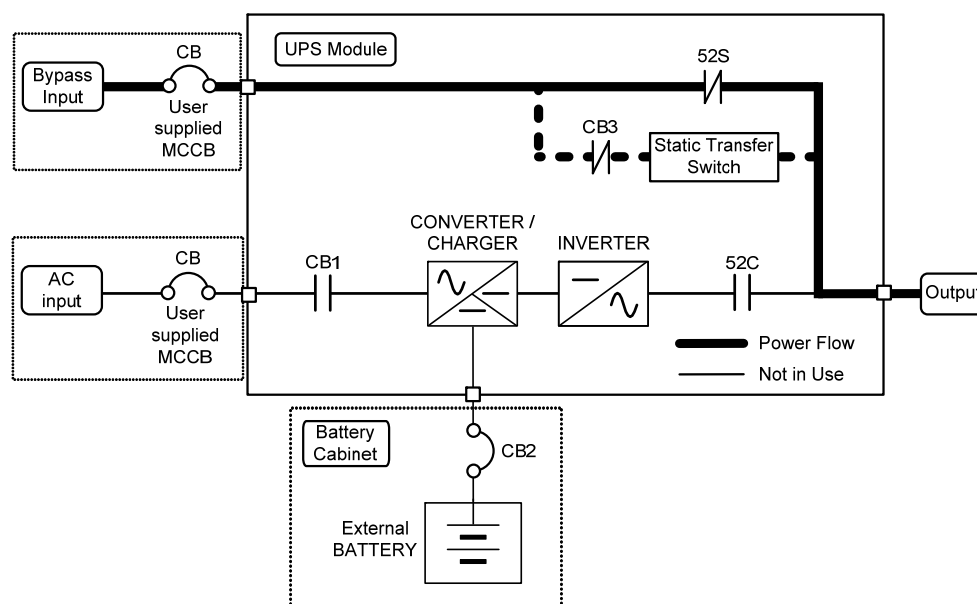 UPS Module
Bypass
Input
CB
User
supplied
MCCB
52S
CB3
Static Transfer
Switch
AC
input
CB
User
supplied
MCCB
CB1
CONVERTER /
CHARGER
INVERTER
52C
Output
Power Flow
Not in Use
Battery
Cabinet
CB2
External
BATTERY